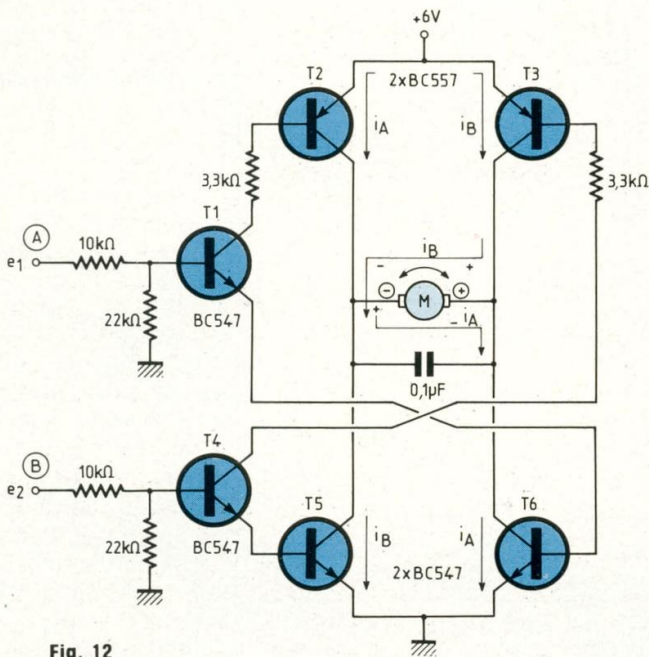 +6V
T2
2xBC557
T3
iA
iB
3,3kΩ
3,3kΩ
T1
A
e1
10kΩ
iB
- +
- M +
22kΩ
BC547
+
- iA
0,1µF
T4
B
e2
10kΩ
T5
T6
22kΩ
BC547
iB
iA
2xBC547
Fig. 12